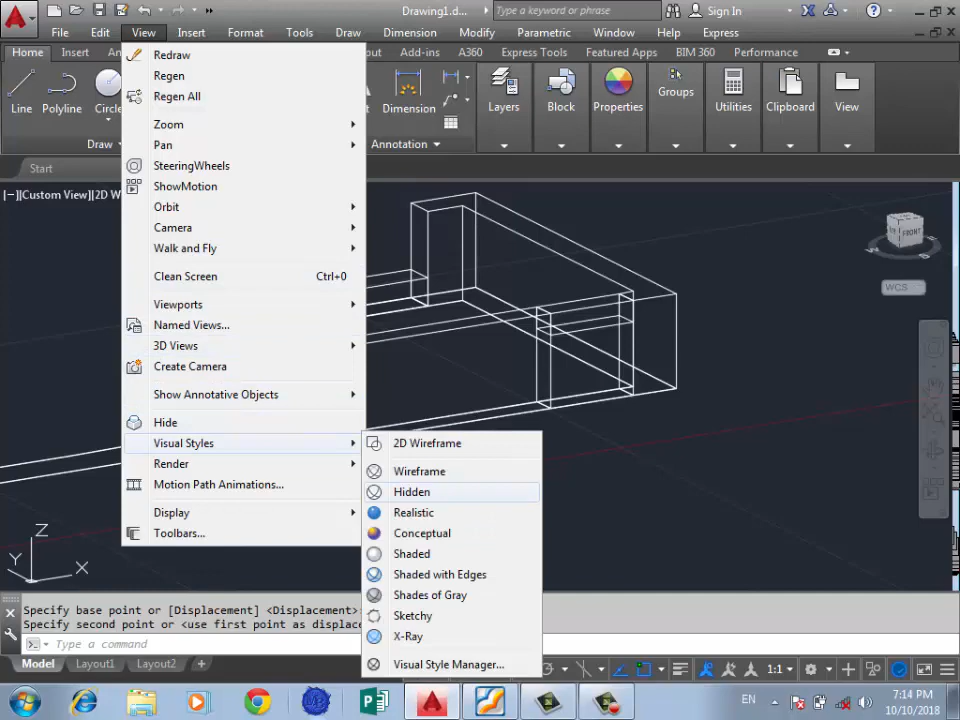 Drawing1.d...
Type a keyword or phrase
Sign In
File Edit View Insert Format Tools Draw Dimension Modify Parametric Window Help Express
Home Insert Add-ins A360 Express Tools Featured Apps BIM 360 Performance
Line Polyline Circle Dimension Layers Block Properties Groups Utilities Clipboard View
Draw Annotation
Start
[−][Custom View][2D W
Redraw
Regen
Regen All
Zoom
Pan
SteeringWheels
ShowMotion
Orbit
Camera
Walk and Fly
Clean Screen Ctrl+0
Viewports
Named Views...
3D Views
Create Camera
Show Annotative Objects
Hide
Visual Styles
Render
Motion Path Animations...
Display
Toolbars...
2D Wireframe
Wireframe
Hidden
Realistic
Conceptual
Shaded
Shaded with Edges
Shades of Gray
Sketchy
X-Ray
Visual Style Manager...
FRONT
WCS
Z
Y
X
Specify base point or [Displacement] <Displacement>:
Specify second point or <use first point as displace
Type a command
Model Layout1 Layout2 +
1:1
EN
7:14 PM
10/10/2018